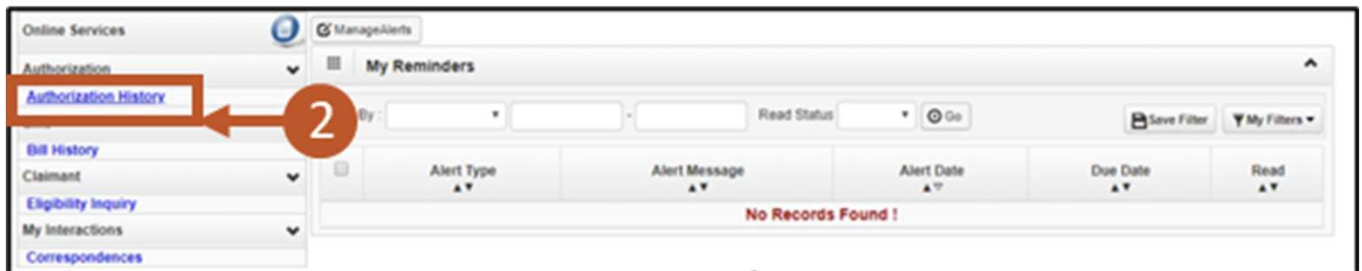 Online Services
ManageAlerts
Authorization
My Reminders
Authorization History
2
By :
-
Read Status
Go
Save Filter
My Filters
Bill History
Claimant
Alert Type
Alert Message
Alert Date
Due Date
Read
Eligibility Inquiry
No Records Found !
My Interactions
Correspondences